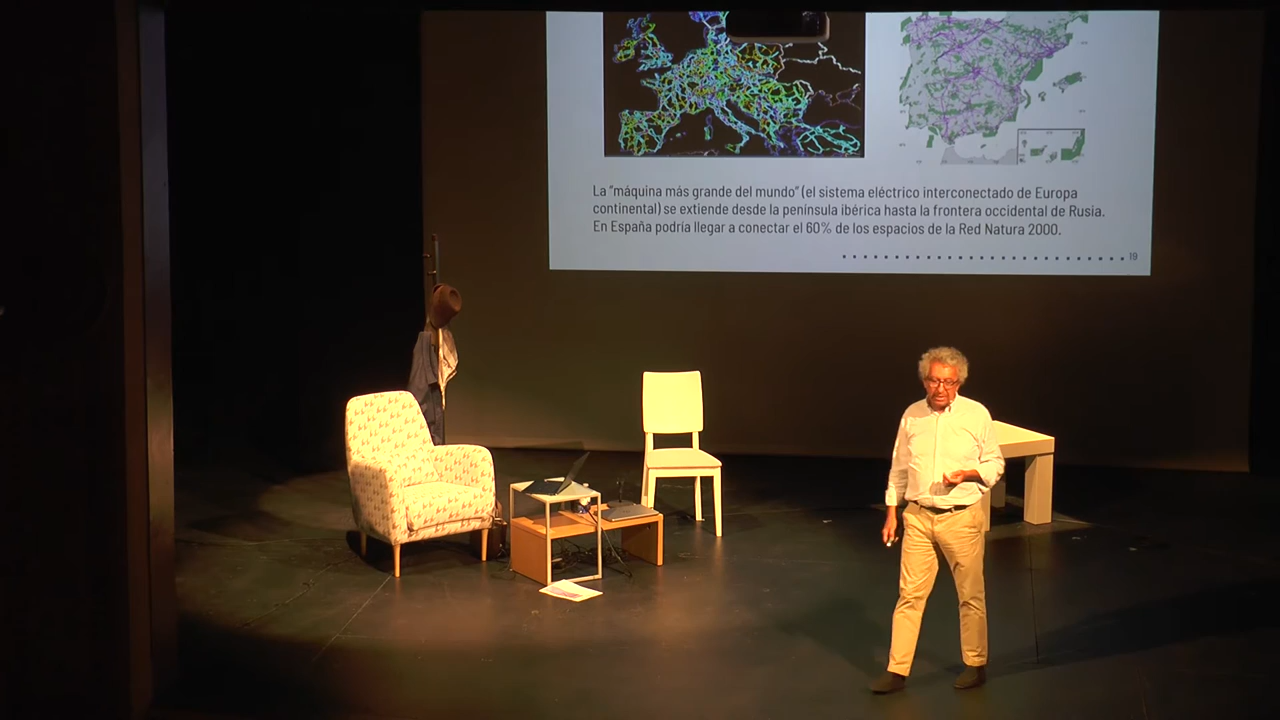 La "máquina más grande del mundo" (el sistema eléctrico interconectado de Europa
continental) se extiende desde la península ibérica hasta la frontera occidental de Rusia.
En España podría llegar a conectar el 60% de los espacios de la Red Natura 2000.
19